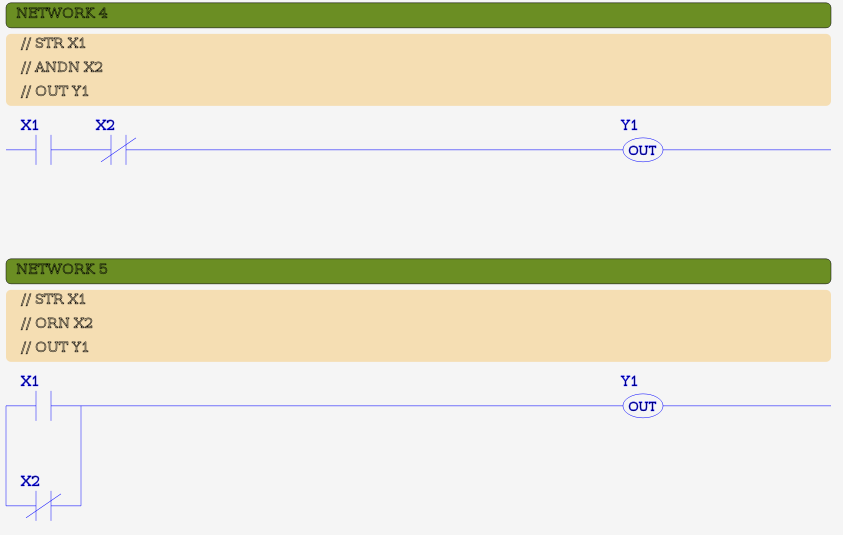 NETWORK 4
// STR X1
// ANDN X2
// OUT Y1
X1 X2 Y1
OUT
NETWORK 5
// STR X1
// ORN X2
// OUT Y1
X1 Y1
OUT
X2